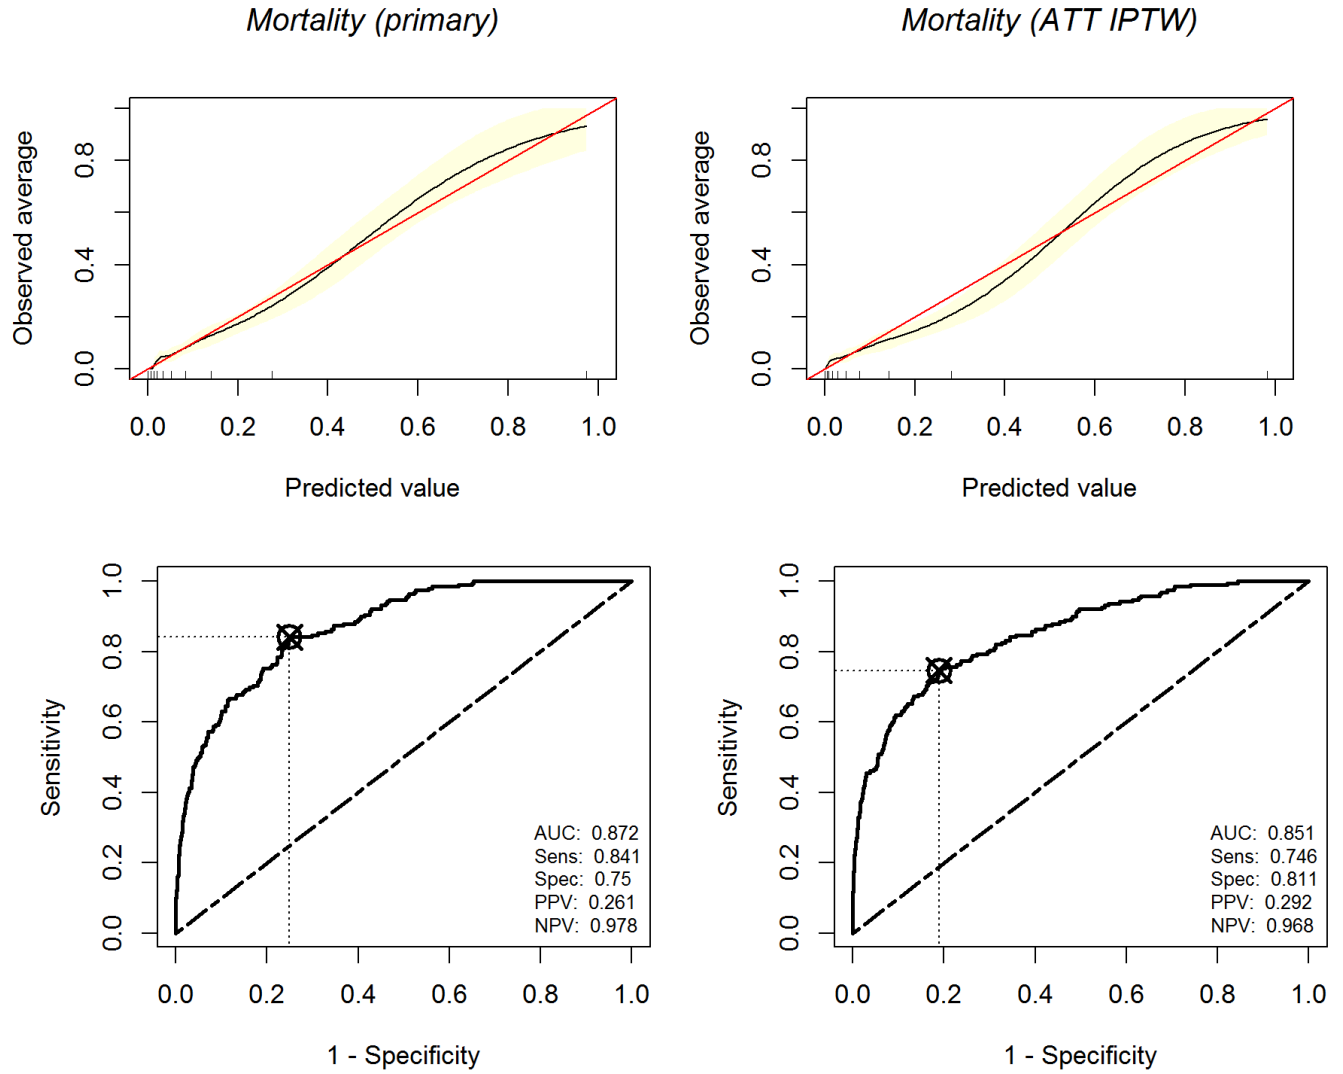 Mortality (primary)
Observed average
0.0 0.4 0.8
0.0 0.2 0.4 0.6 0.8 1.0
Predicted value
Mortality (ATT IPTW)
Observed average
0.0 0.4 0.8
0.0 0.2 0.4 0.6 0.8 1.0
Predicted value
Sensitivity
0.0 0.2 0.4 0.6 0.8 1.0
AUC: 0.872
Sens: 0.841
Spec: 0.75
PPV: 0.261
NPV: 0.978
0.0 0.2 0.4 0.6 0.8 1.0
1 - Specificity
Sensitivity
0.0 0.2 0.4 0.6 0.8 1.0
AUC: 0.851
Sens: 0.746
Spec: 0.811
PPV: 0.292
NPV: 0.968
0.0 0.2 0.4 0.6 0.8 1.0
1 - Specificity